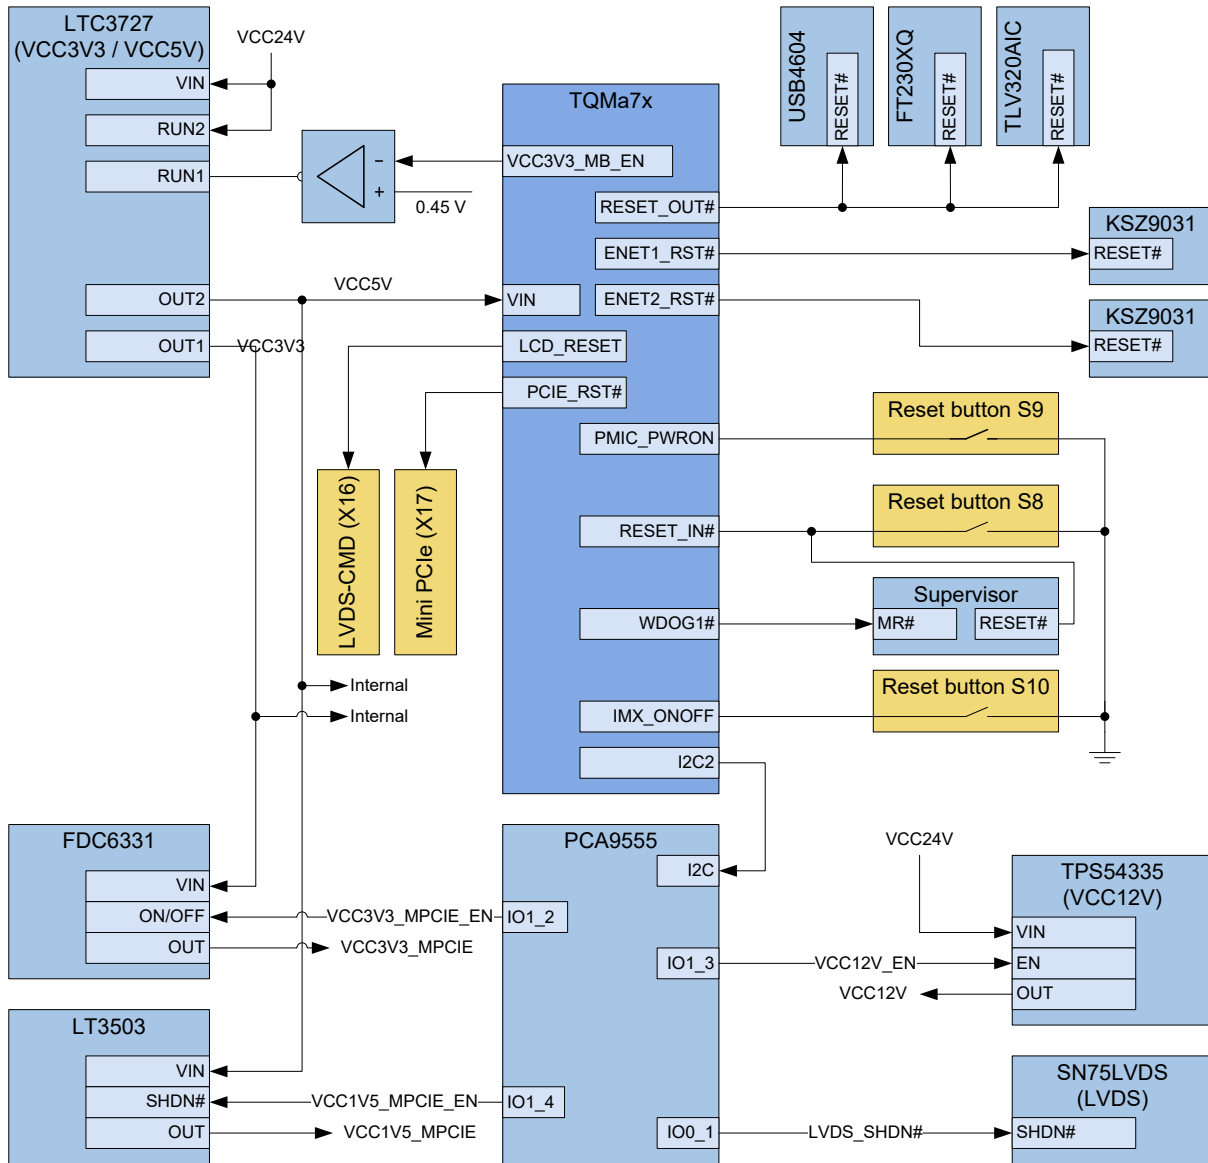 LTC3727
(VCC3V3 / VCC5V)
VIN
RUN2
RUN1
OUT2
OUT1
VCC24V
-
+
0.45 V
VCC5V
VCC3V3
TQMa7x
VCC3V3_MB_EN
RESET_OUT#
ENET1_RST#
VIN
ENET2_RST#
LCD_RESET
PCIE_RST#
PMIC_PWRON
RESET_IN#
WDOG1#
IMX_ONOFF
I2C2
USB4604
RESET#
FT230XQ
RESET#
TLV320AIC
RESET#
KSZ9031
RESET#
KSZ9031
RESET#
Reset button S9
Reset button S8
Supervisor
MR#
RESET#
Reset button S10
LVDS-CMD (X16)
Mini PCIe (X17)
Internal
Internal
FDC6331
VIN
ON/OFF
OUT
VCC3V3_MPCIE_EN
VCC3V3_MPCIE
LT3503
VIN
SHDN#
OUT
VCC1V5_MPCIE_EN
VCC1V5_MPCIE
PCA9555
I2C
IO1_2
IO1_3
IO1_4
IO0_1
VCC24V
VCC12V_EN
VCC12V
LVDS_SHDN#
TPS54335
(VCC12V)
VIN
EN
OUT
SN75LVDS
(LVDS)
SHDN#